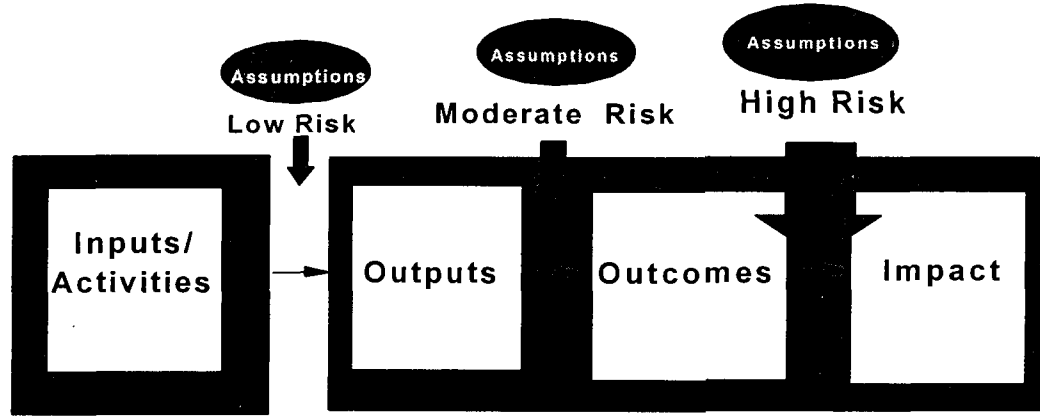 Assumptions
Low Risk
Assumptions
Moderate Risk
Assumptions
High Risk
Inputs/
Activities
Outputs
Outcomes
Impact